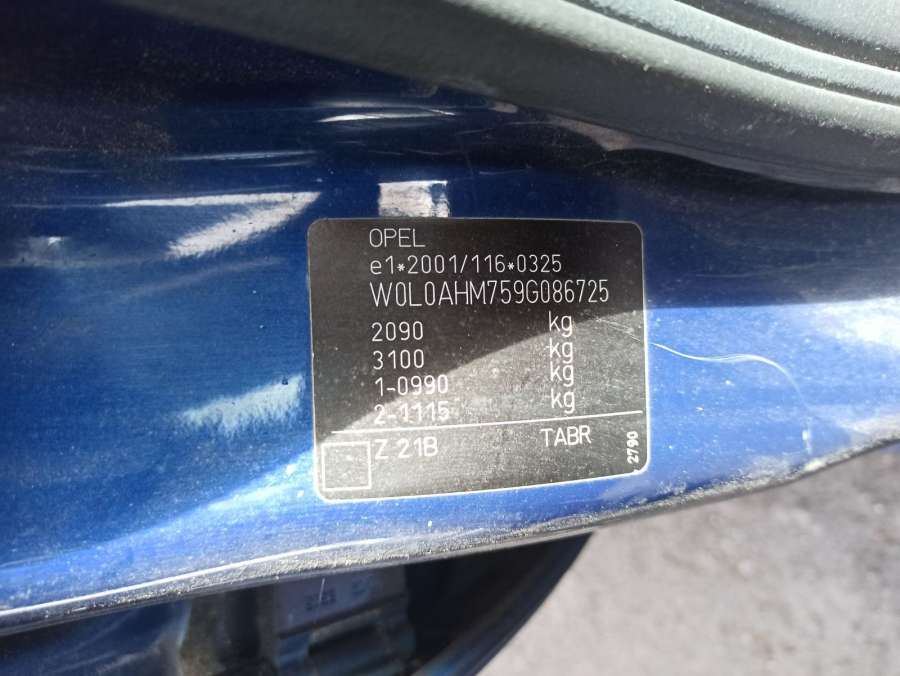 OPEL
e1*2001/116*0325
W0L0AHM759G086725
2090 kg
3100 kg
1-0990 kg
2-1115 kg
Z 21B TABR
2790